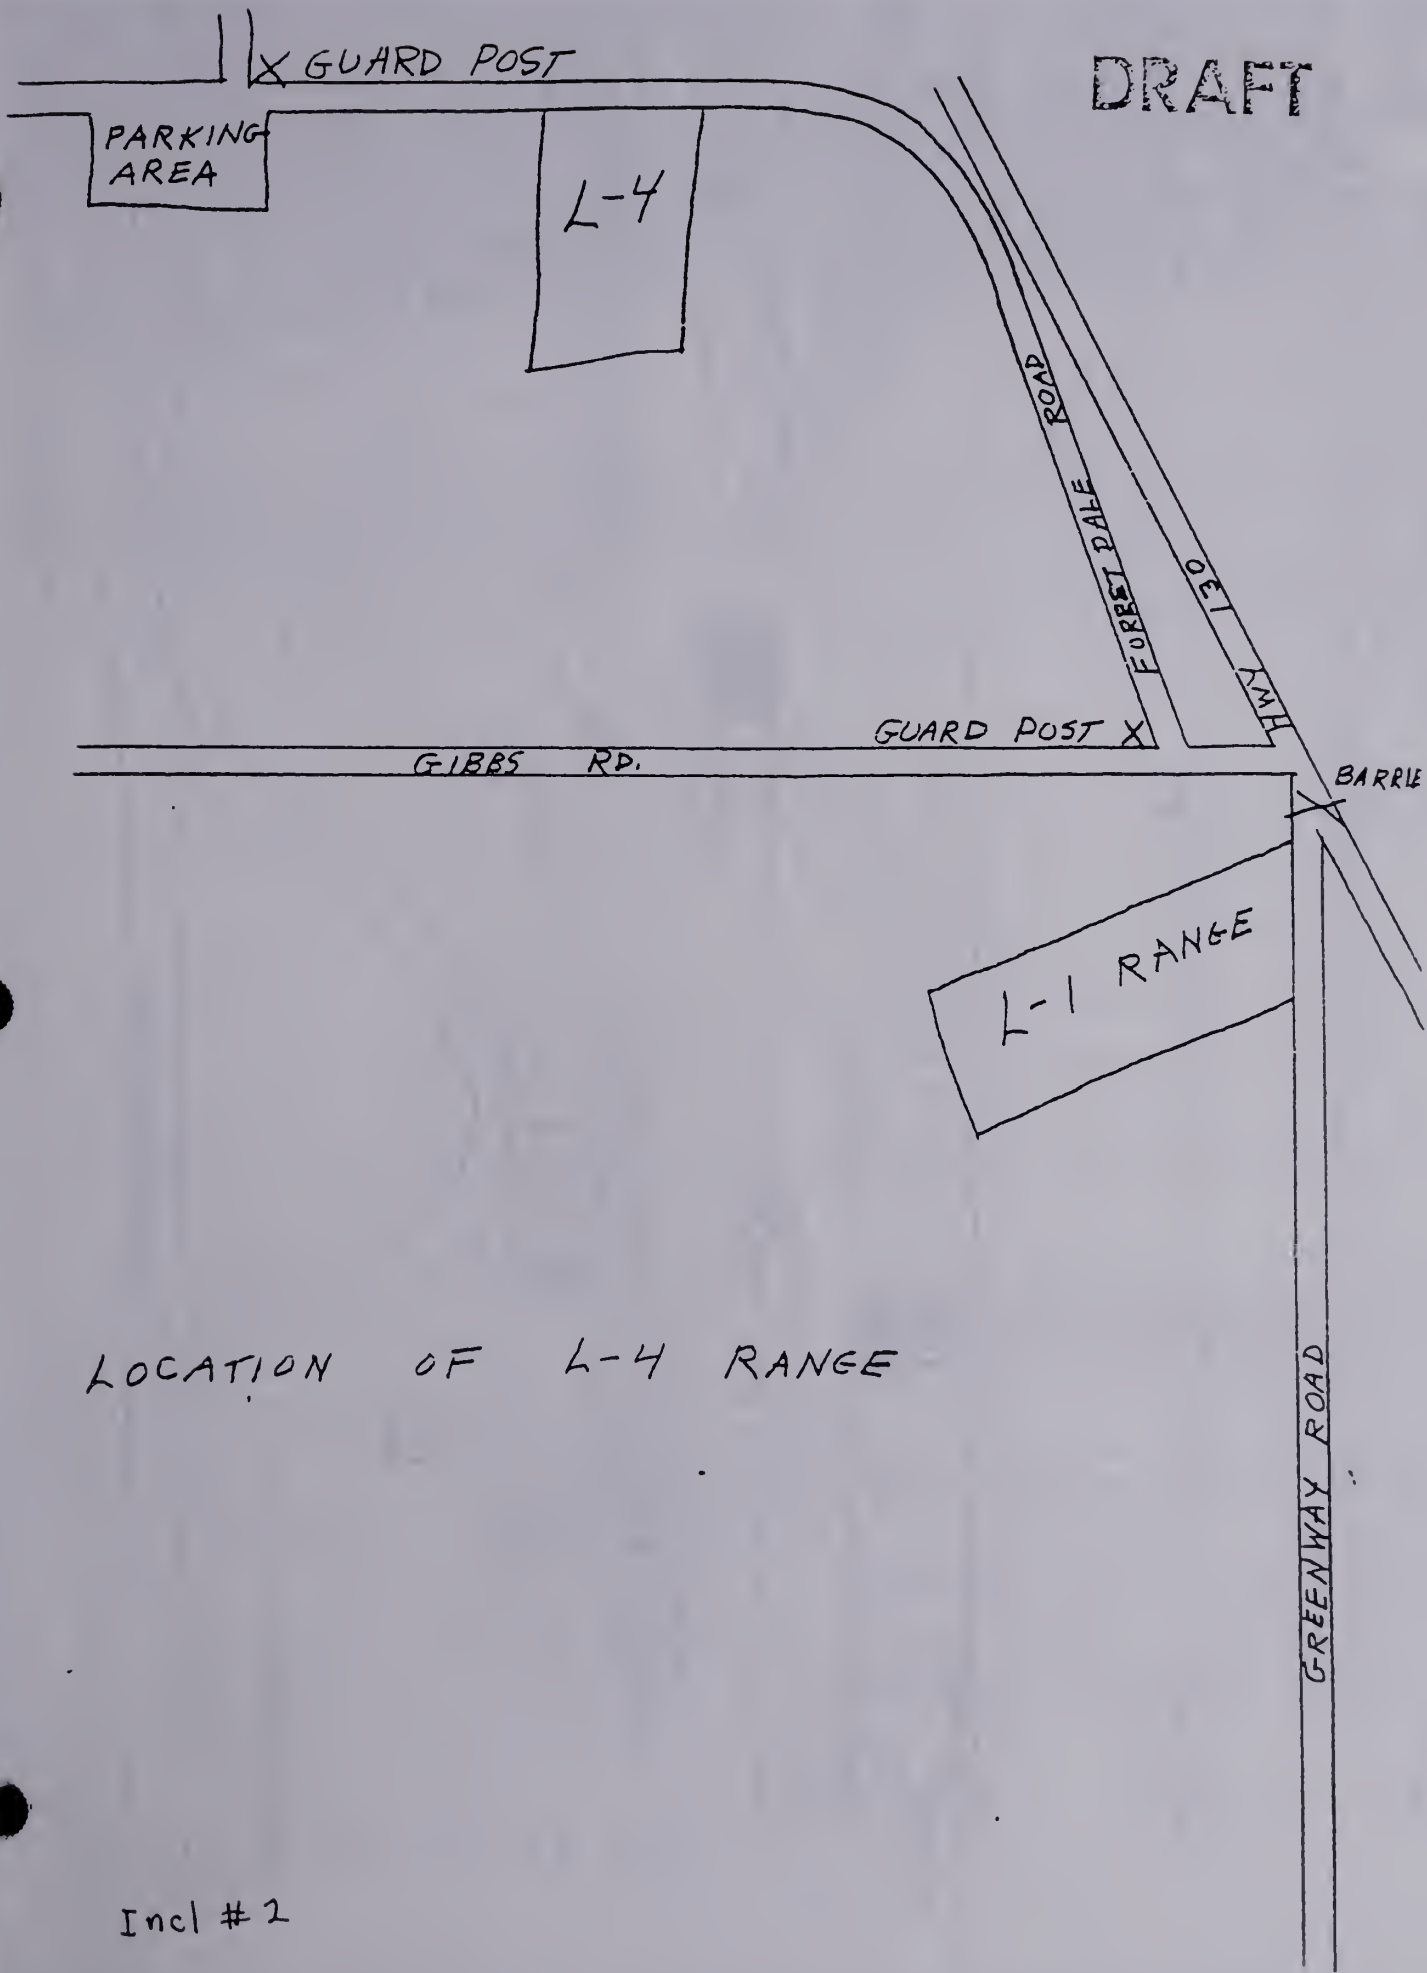 DRAFT
X GUARD POST
PARKING
AREA
L-4
FORREST DALE ROAD
HWY 130
GUARD POST X
GIBBS RD.
L-1 RANGE
LOCATION OF L-4 RANGE
GREENWAY ROAD
Incl # 2